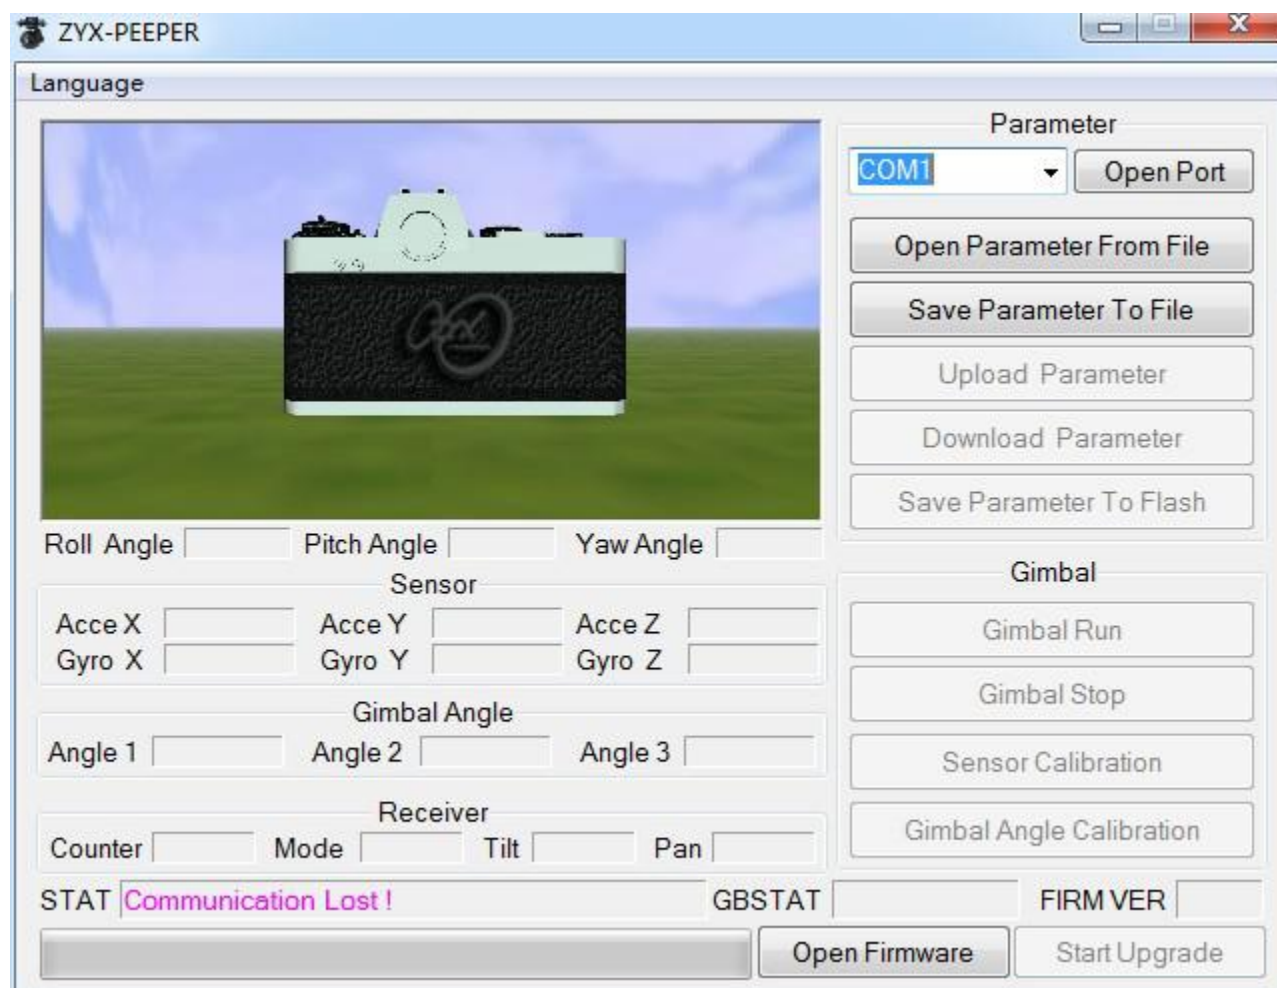 ZYX-PEEPER
Language
Parameter
COM1 Open Port
Open Parameter From File
Save Parameter To File
Upload Parameter
Download Parameter
Save Parameter To Flash
Roll Angle Pitch Angle Yaw Angle
Sensor
Acce X Acce Y Acce Z
Gyro X Gyro Y Gyro Z
Gimbal Angle
Angle 1 Angle 2 Angle 3
Receiver
Counter Mode Tilt Pan
Gimbal
Gimbal Run
Gimbal Stop
Sensor Calibration
Gimbal Angle Calibration
STAT Communication Lost ! GBSTAT FIRM VER
Open Firmware Start Upgrade